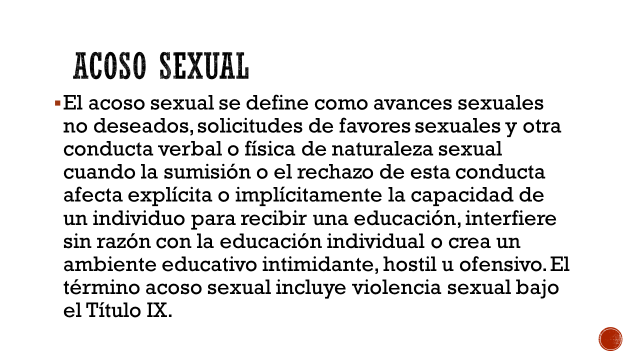 ACOSO SEXUAL
▪El acoso sexual se define como avances sexuales
no deseados, solicitudes de favores sexuales y otra
conducta verbal o física de naturaleza sexual
cuando la sumisión o el rechazo de esta conducta
afecta explícita o implícitamente la capacidad de
un individuo para recibir una educación, interfiere
sin razón con la educación individual o crea un
ambiente educativo intimidante, hostil u ofensivo. El
término acoso sexual incluye violencia sexual bajo
el Título IX.